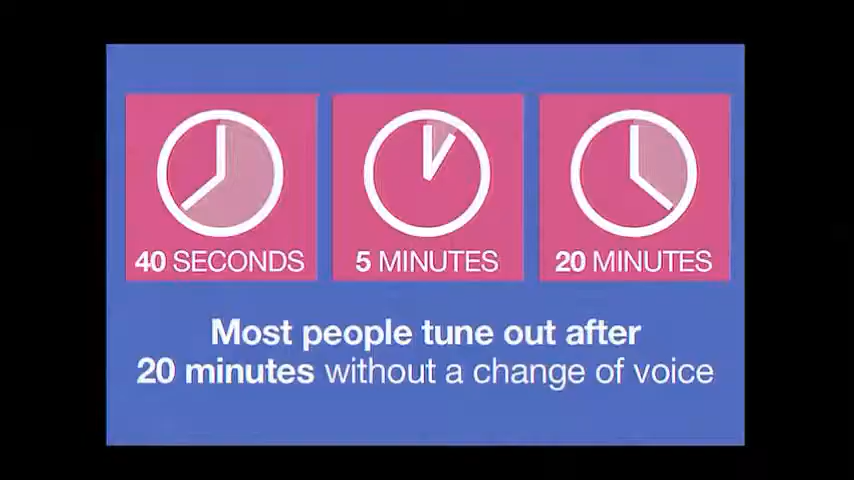 40 SECONDS
5 MINUTES
20 MINUTES
Most people tune out after
20 minutes without a change of voice